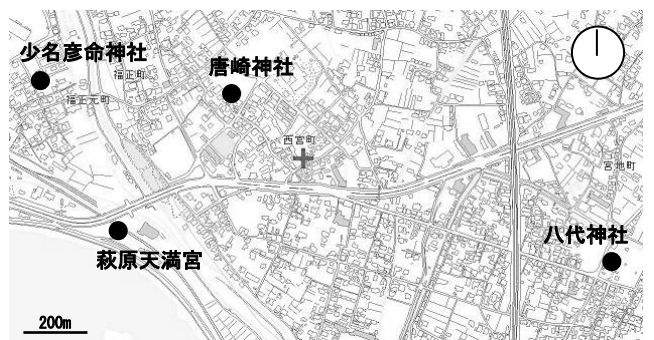 少名彦命神社
福正町
唐崎神社
福正元町
西宮町
宮地町
八代神社
萩原天満宮
200m